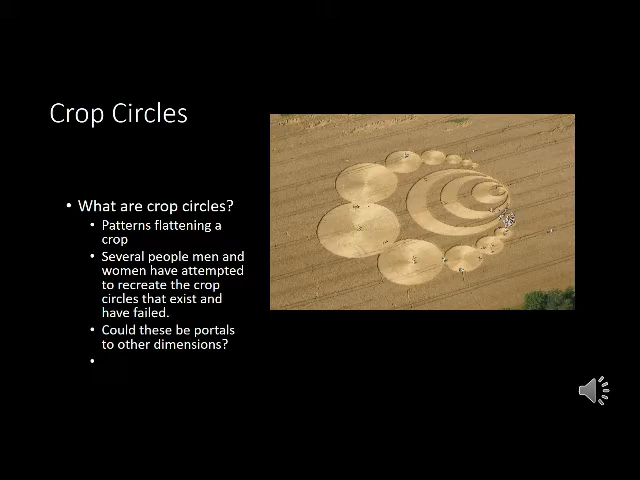 Crop Circles
• What are crop circles?
• Patterns flattening a
crop
• Several people men and
women have attempted
to recreate the crop
circles that exist and
have failed.
• Could these be portals
to other dimensions?
•